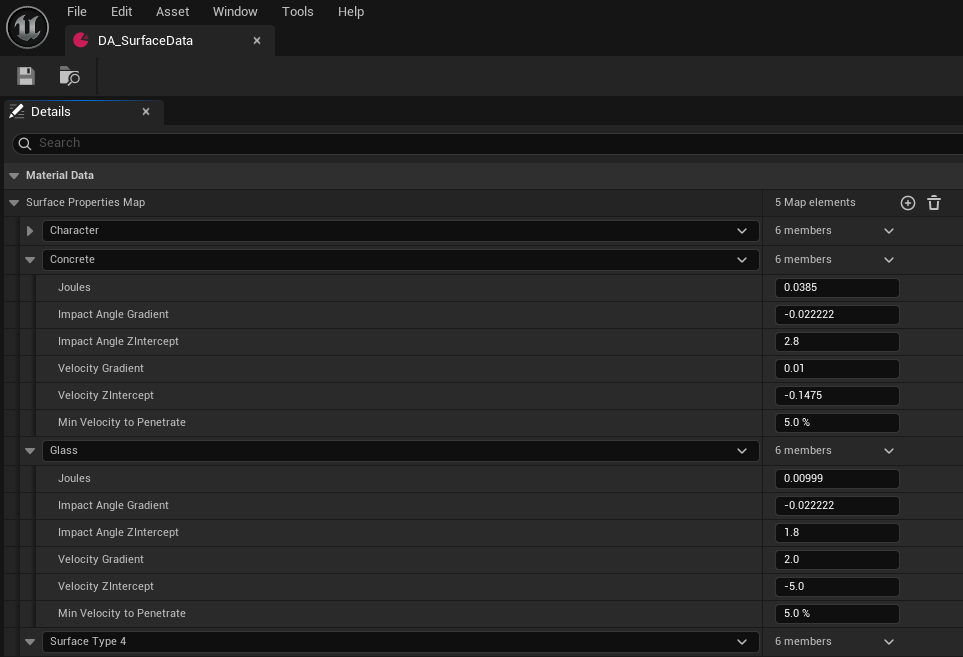 File Edit Asset Window Tools Help
DA_SurfaceData
Details
Search
Material Data
Surface Properties Map 5 Map elements
Character 6 members
Concrete 6 members
Joules 0.0385
Impact Angle Gradient -0.022222
Impact Angle ZIntercept 2.8
Velocity Gradient 0.01
Velocity ZIntercept -0.1475
Min Velocity to Penetrate 5.0 %
Glass 6 members
Joules 0.00999
Impact Angle Gradient -0.022222
Impact Angle ZIntercept 1.8
Velocity Gradient 2.0
Velocity ZIntercept -5.0
Min Velocity to Penetrate 5.0 %
Surface Type 4 6 members